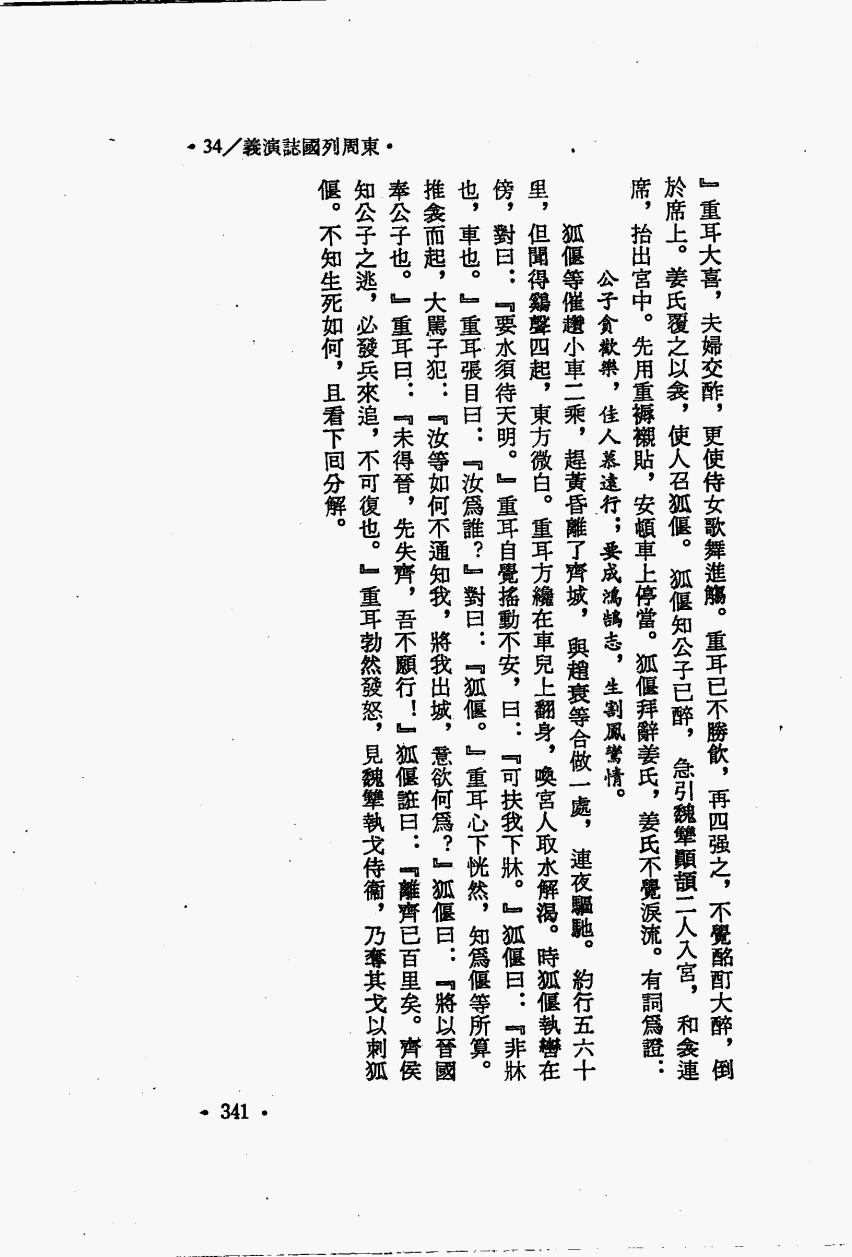 •東周列國誌演義/34•
』重耳大喜，夫婦交酢，更使侍女歌舞進觴。重耳已不勝飲，再四强之，不覺酩酊大醉，倒
於席上。姜氏覆之以衾，使人召狐偃。狐偃知公子已醉，急引魏犨顛頡二人入宮，和衾連
席，抬出宮中。先用重褥襯貼，安頓車上停當。狐偃拜辭姜氏，姜氏不覺淚流。有詞爲證：
公子貪歡樂，佳人慕遠行；要成鴻鵠志，生割鳳鸞情。
狐偃等催趲小車二乘，趕黃昏離了齊城，與趙衰等合做一處，連夜驅馳。約行五六十
里，但聞得鷄聲四起，東方微白。重耳方纔在車兒上翻身，喚宮人取水解渴。時狐偃執轡在
傍，對曰：『要水須待天明。』重耳自覺搖動不安，曰：『可扶我下牀。』狐偃曰：『非牀
也，車也。』重耳張目曰：『汝爲誰？』對曰：『狐偃。』重耳心下恍然，知爲偃等所算。
推衾而起，大罵子犯：『汝等如何不通知我，將我出城，意欲何爲？』狐偃曰：『將以晉國
奉公子也。』重耳曰：『未得晉，先失齊，吾不願行！』狐偃誑曰：『離齊已百里矣。齊侯
知公子之逃，必發兵來追，不可復也。』重耳勃然發怒，見魏犨執戈侍衞，乃奪其戈以刺狐
偃。不知生死如何，且看下囘分解。
•341•